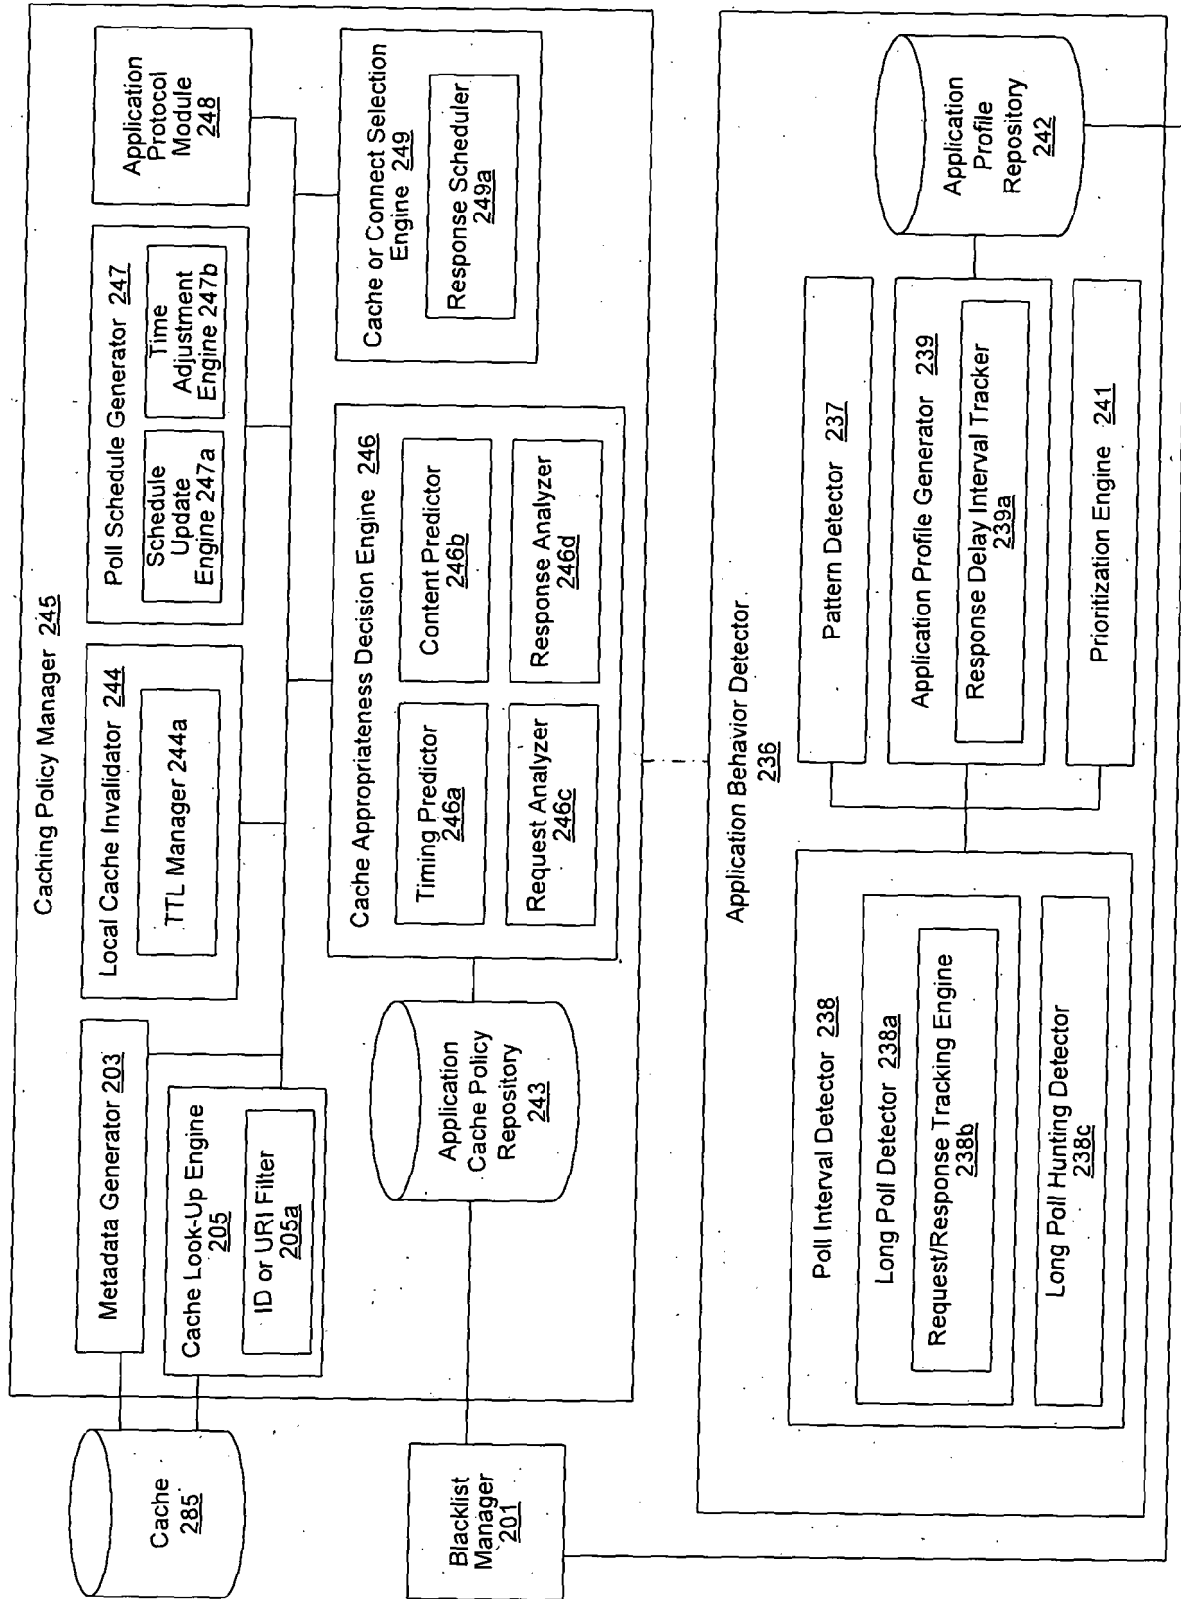 Caching Policy Manager 245
Metadata Generator 203
Cache Look-Up Engine
205
ID or URI Filter
205a
Local Cache Invalidator 244
TTL Manager 244a
Poll Schedule Generator 247
Schedule
Update
Engine 247a
Time
Adjustment
Engine 247b
Application
Protocol
Module
248
Cache
285
Application
Cache Policy
Repository
243
Cache Appropriateness Decision Engine 246
Timing Predictor
246a
Content Predictor
246b
Request Analyzer
246c
Response Analyzer
246d
Cache or Connect Selection
Engine 249
Response Scheduler
249a
Blacklist
Manager
201
Application Behavior Detector
236
Poll Interval Detector 238
Long Poll Detector 238a
Request/Response Tracking Engine
238b
Long Poll Hunting Detector
238c
Pattern Detector 237
Application Profile Generator 239
Response Delay Interval Tracker
239a
Prioritization Engine 241
Application
Profile
Repository
242